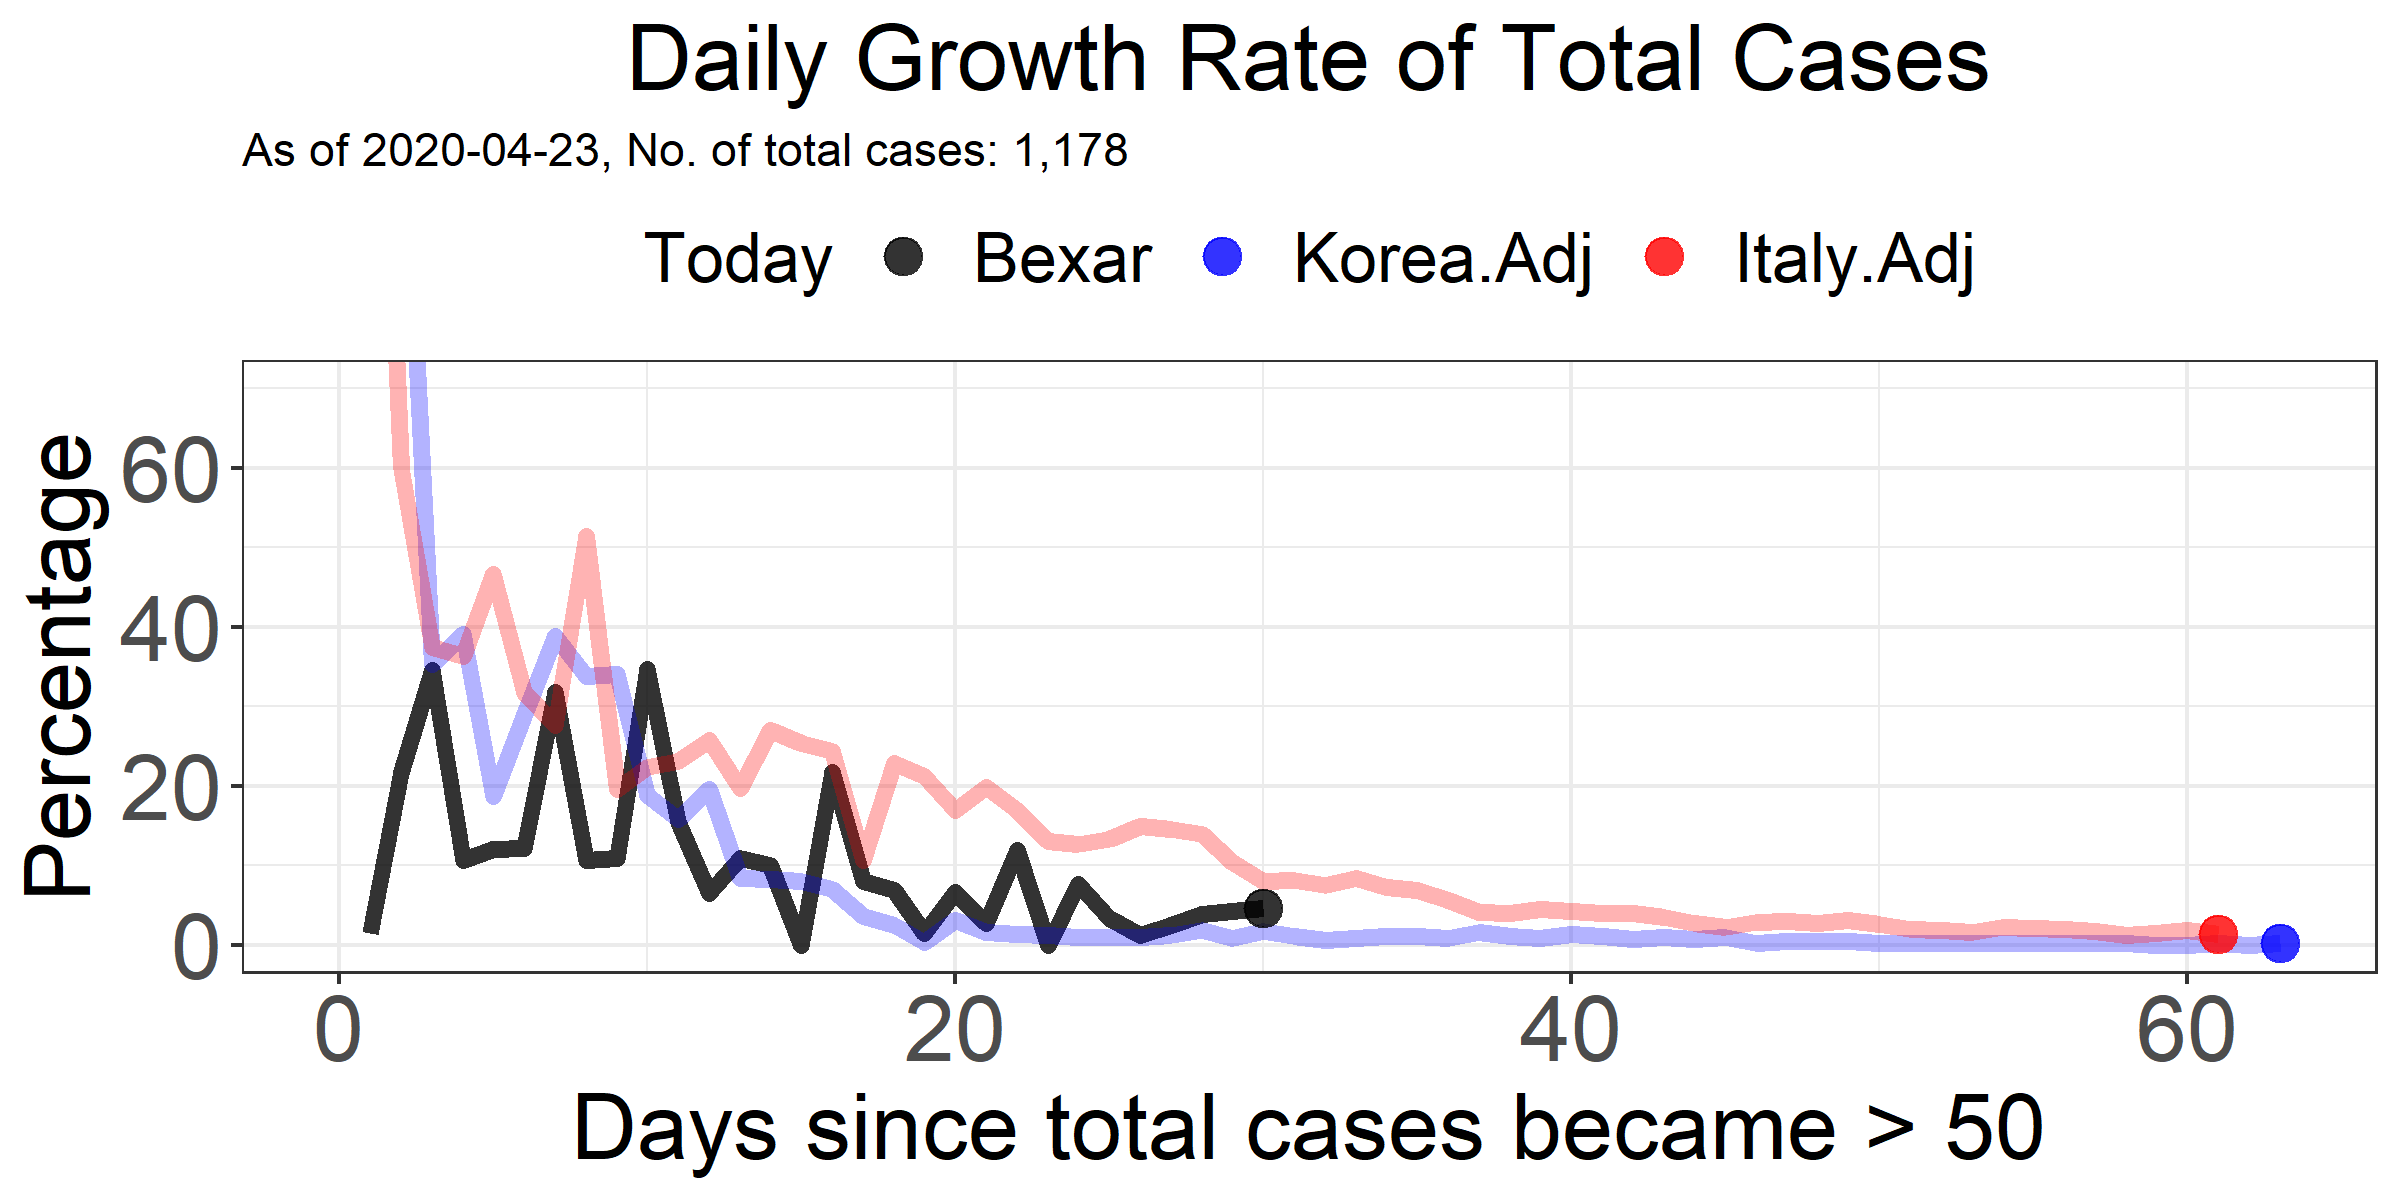 Daily Growth Rate of Total Cases
As of 2020-04-23, No. of total cases: 1,178
Today Bexar Korea.Adj Italy.Adj
Percentage
60
40
20
0
0 20 40 60
Days since total cases became > 50